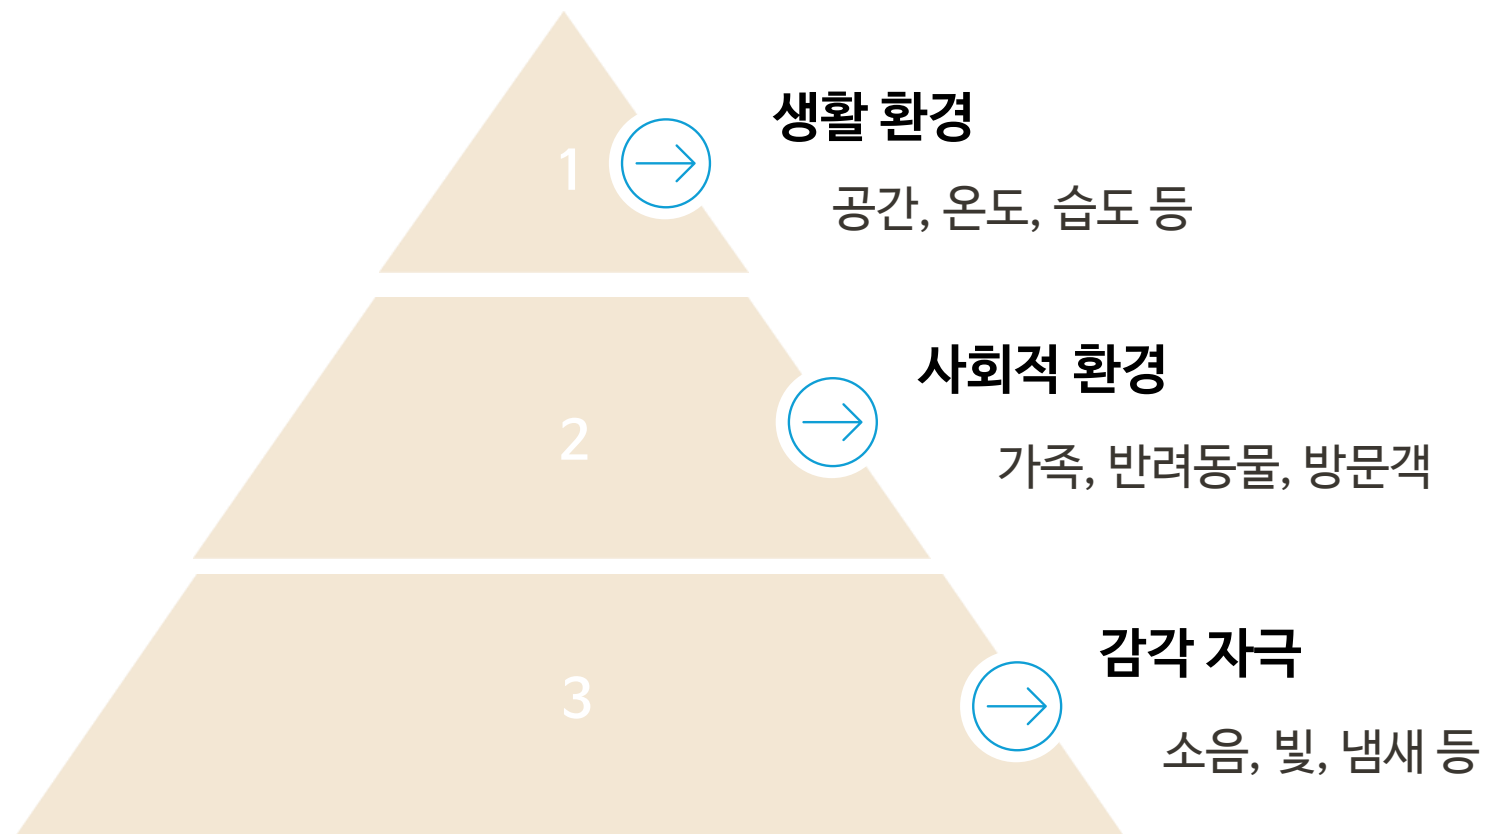 1
생활 환경
공간, 온도, 습도 등
2
사회적 환경
가족, 반려동물, 방문객
3
감각 자극
소음, 빛, 냄새 등